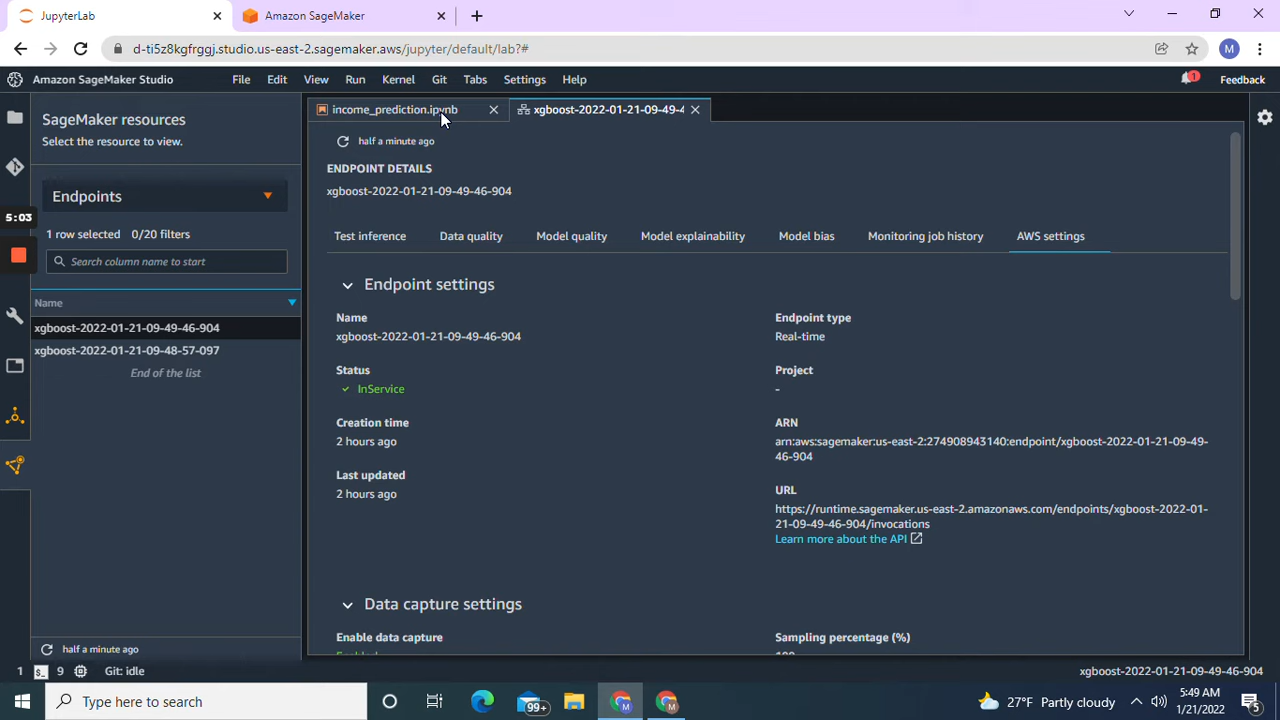 JupyterLab
Amazon SageMaker
d-ti5z8kgfrggj.studio.us-east-2.sagemaker.aws/jupyter/default/lab?#
M
Amazon SageMaker Studio
File Edit View Run Kernel Git Tabs Settings Help
1
Feedback
SageMaker resources
Select the resource to view.
income_prediction.ipynb
xgboost-2022-01-21-09-49-4
half a minute ago
ENDPOINT DETAILS
xgboost-2022-01-21-09-49-46-904
Endpoints
5:03
1 row selected 0/20 filters
Search column name to start
Name
xgboost-2022-01-21-09-49-46-904
xgboost-2022-01-21-09-48-57-097
End of the list
Test inference Data quality Model quality Model explainability Model bias Monitoring job history AWS settings
Endpoint settings
Name
xgboost-2022-01-21-09-49-46-904
Endpoint type
Real-time
Status
InService
Project
-
Creation time
2 hours ago
ARN
arn:aws:sagemaker:us-east-2:274908943140:endpoint/xgboost-2022-01-21-09-49-
46-904
Last updated
2 hours ago
URL
https://runtime.sagemaker.us-east-2.amazonaws.com/endpoints/xgboost-2022-01-
21-09-49-46-904/invocations
Learn more about the API
Data capture settings
Enable data capture
Enabled
Sampling percentage (%)
100
half a minute ago
1 $_ 9 Git: idle
xgboost-2022-01-21-09-49-46-904
Type here to search
99+
M
27°F Partly cloudy
5:49 AM
1/21/2022
5